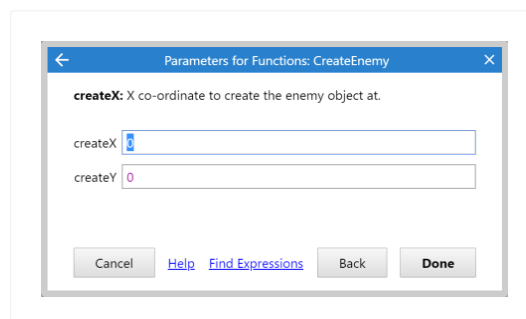 Parameters for Functions: CreateEnemy
createX: X co-ordinate to create the enemy object at.
createX 0
createY 0
Cancel Help Find Expressions Back Done